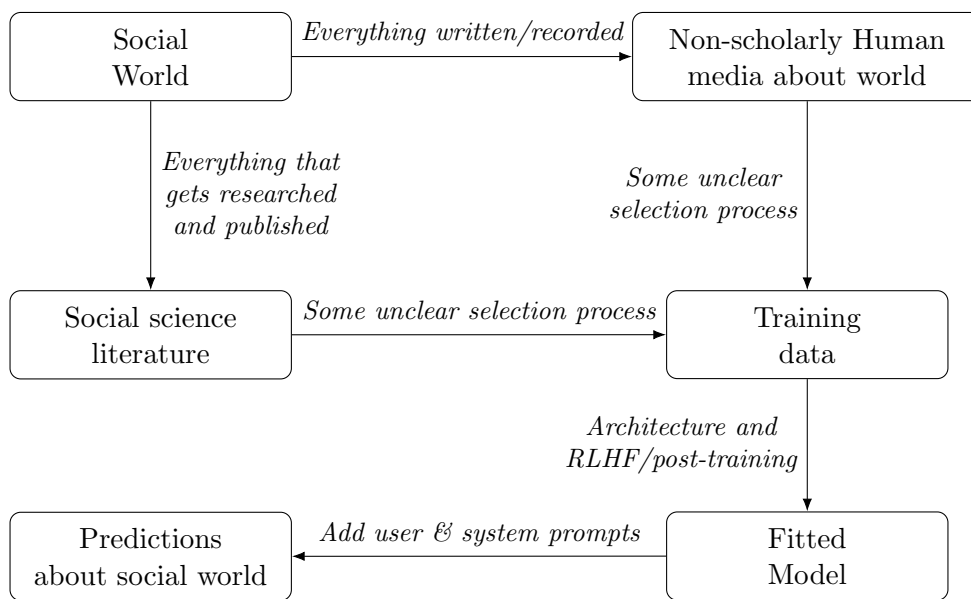 Social
World
Everything written/recorded
Non-scholarly Human
media about world
Everything that
gets researched
and published
Some unclear
selection process
Social science
literature
Some unclear selection process
Training
data
Architecture and
RLHF/post-training
Predictions
about social world
Add user & system prompts
Fitted
Model